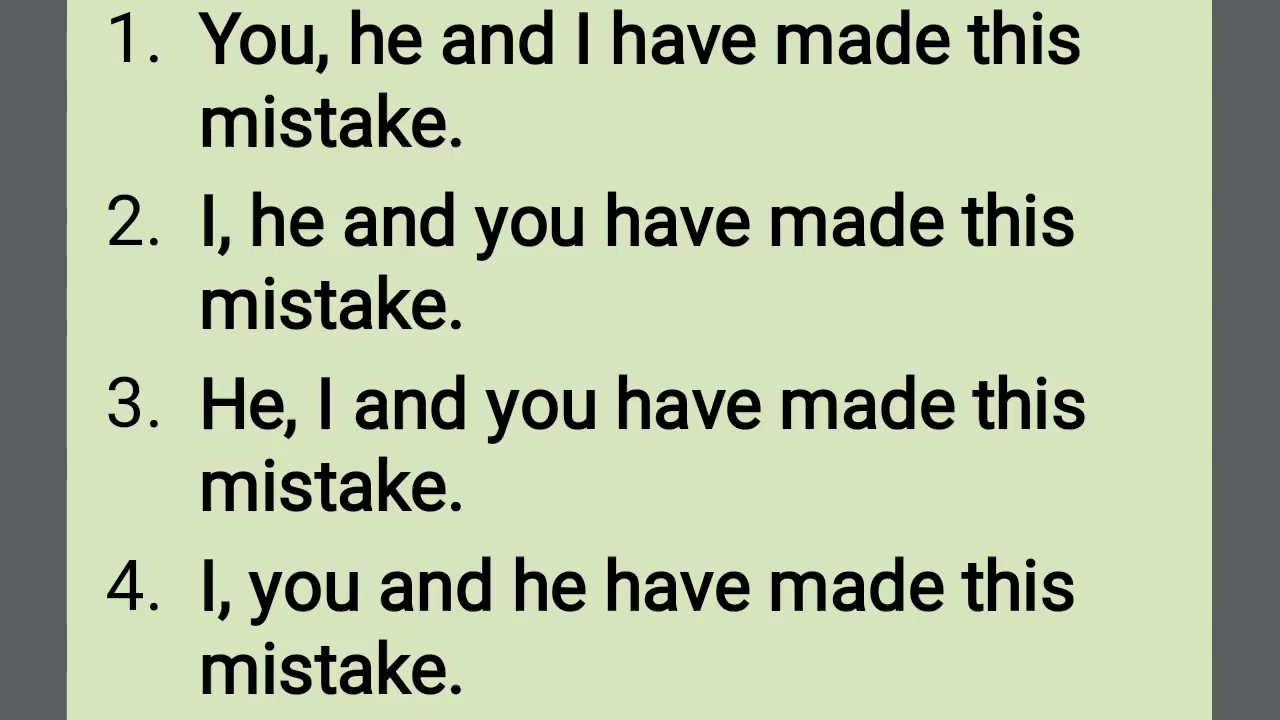 1. You, he and I have made this
mistake.
2. I, he and you have made this
mistake.
3. He, I and you have made this
mistake.
4. I, you and he have made this
mistake.